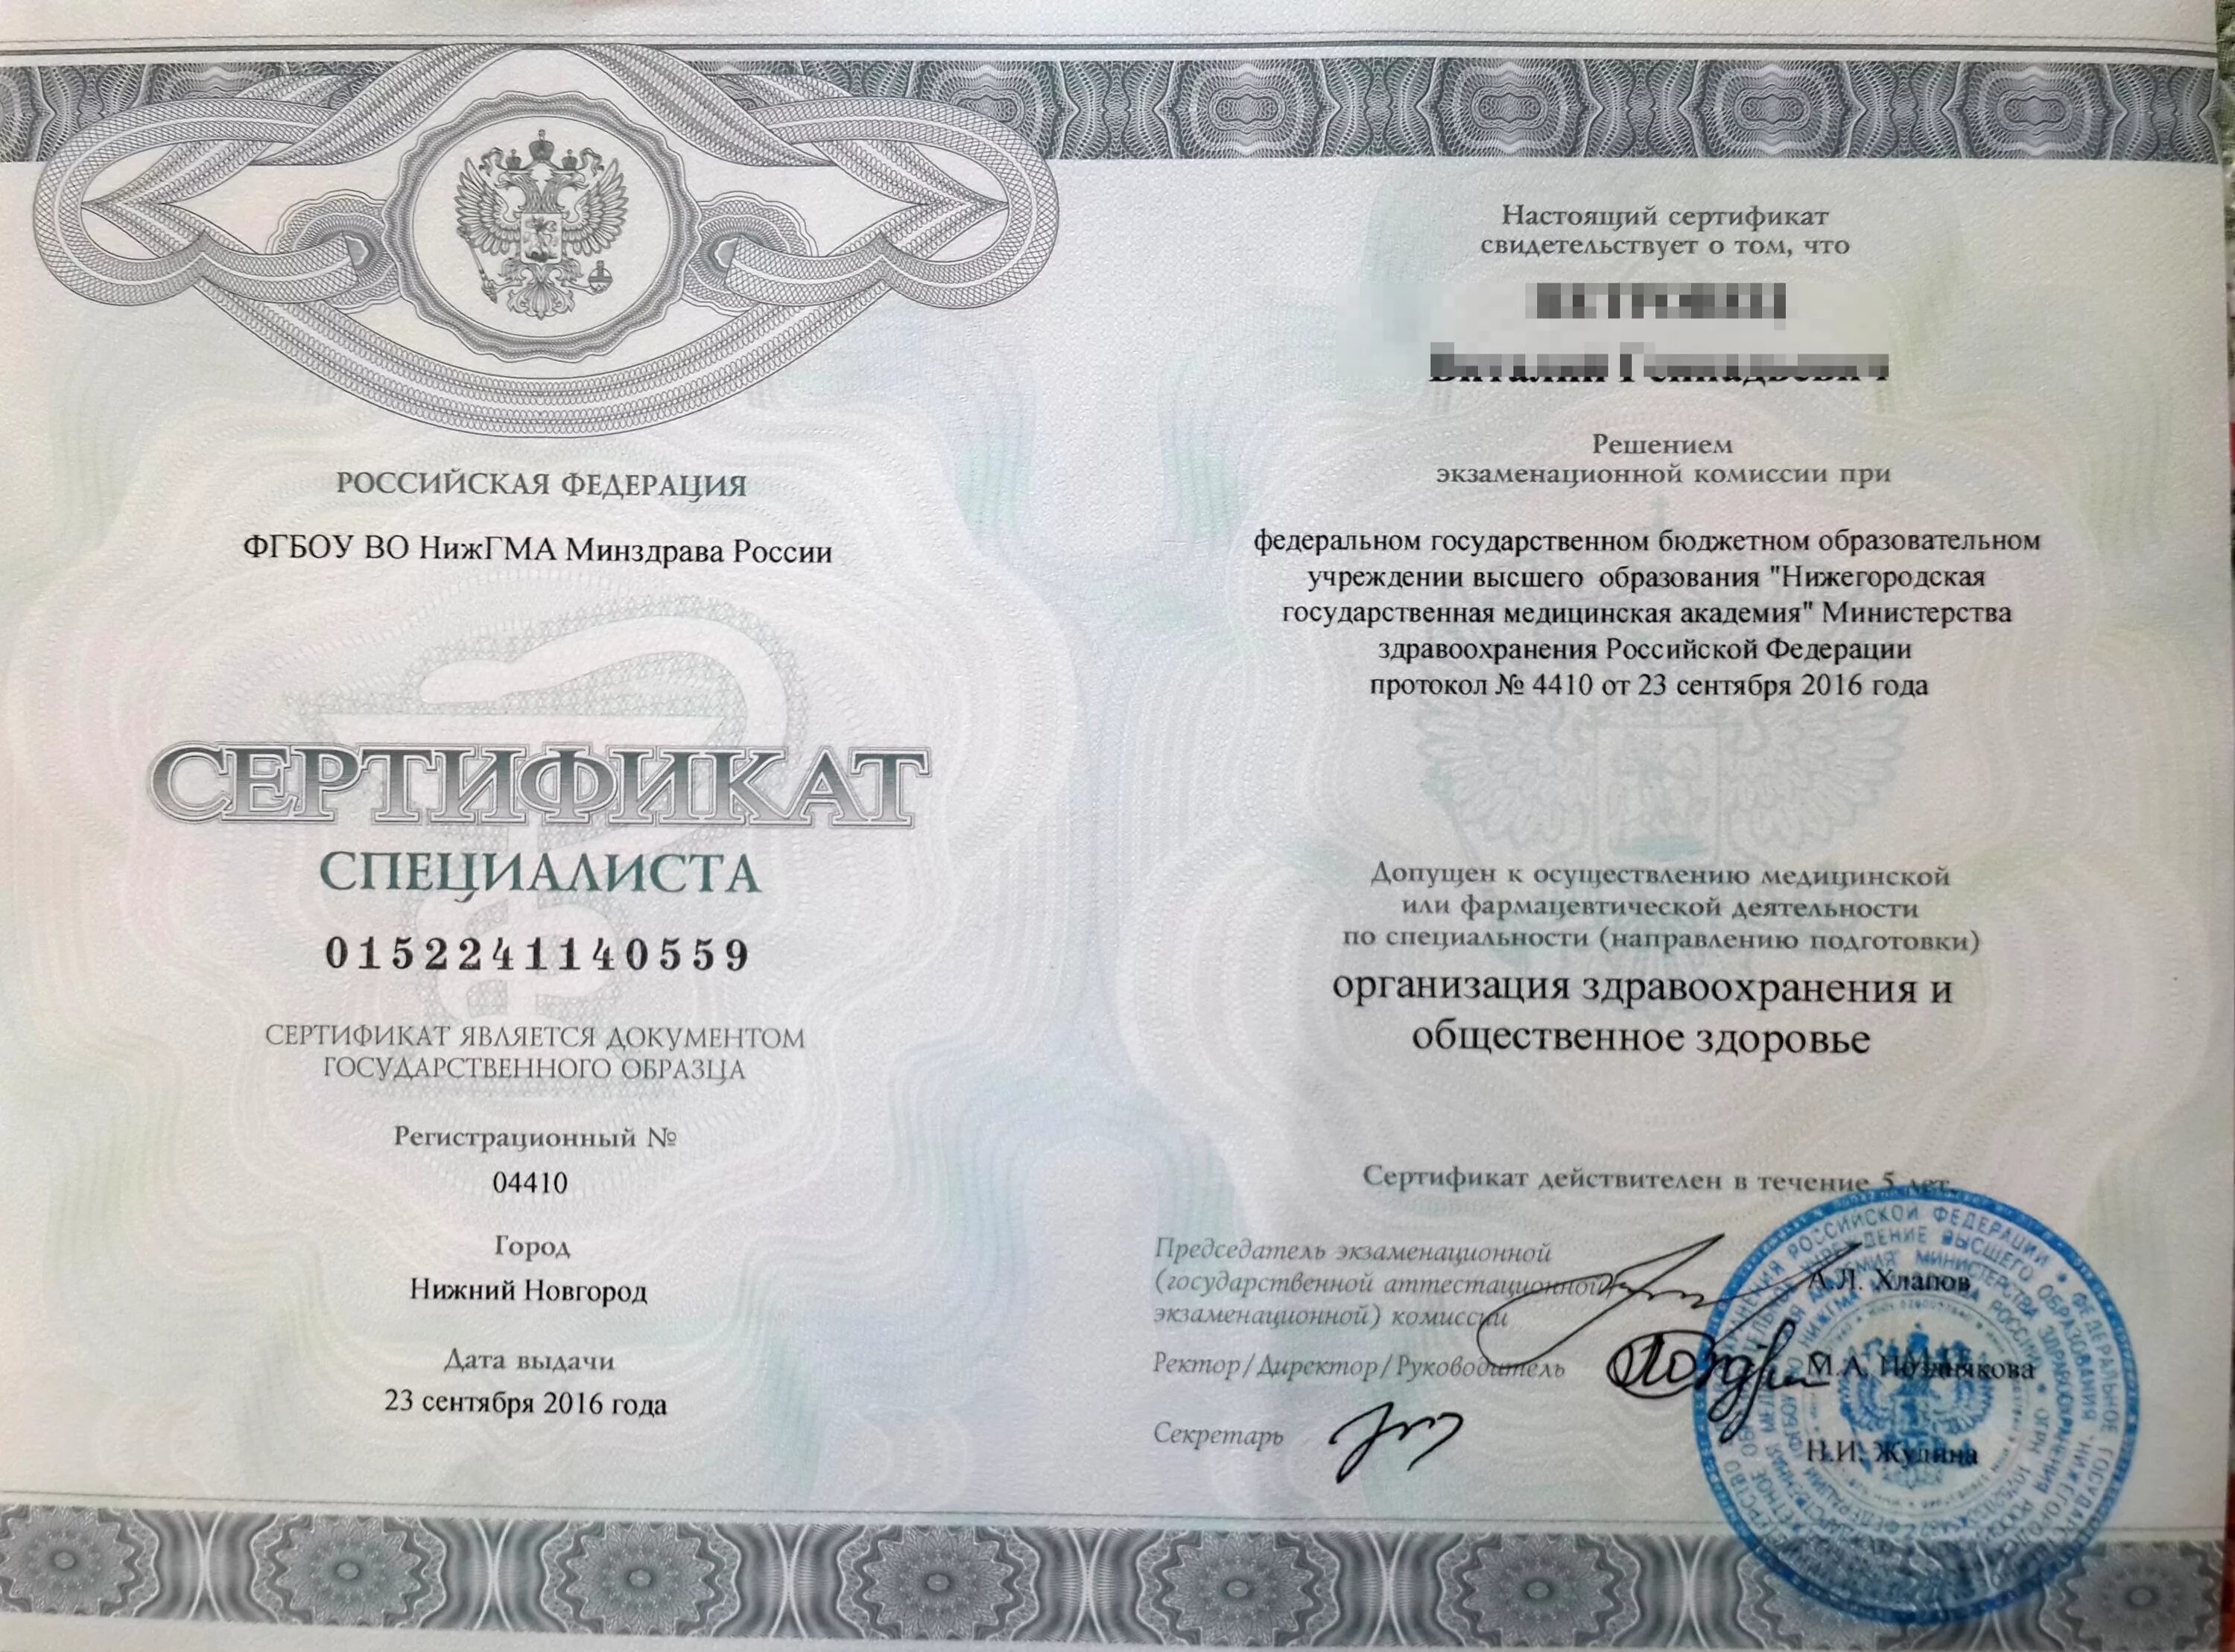 РОССИЙСКАЯ ФЕДЕРАЦИЯ
ФГБОУ ВО НижГМА Минздрава России
СЕРТИФИКАТ
СПЕЦИАЛИСТА
0152241140559
СЕРТИФИКАТ ЯВЛЯЕТСЯ ДОКУМЕНТОМ
ГОСУДАРСТВЕННОГО ОБРАЗЦА
Регистрационный №
04410
Город
Нижний Новгород
Дата выдачи
23 сентября 2016 года
Настоящий сертификат
свидетельствует о том, что
Решением
экзаменационной комиссии при
федеральном государственном бюджетном образовательном
учреждении высшего образования "Нижегородская
государственная медицинская академия" Министерства
здравоохранения Российской Федерации
протокол № 4410 от 23 сентября 2016 года
Допущен к осуществлению медицинской
или фармацевтической деятельности
по специальности (направлению подготовки)
организация здравоохранения и
общественное здоровье
Сертификат действителен в течение 5 лет.
Председатель экзаменационной
(государственной аттестационной,
экзаменационной) комиссии
А.Л. Хлапов
Ректор/Директор/Руководитель
М.А. Позднякова
Секретарь
Н.И. Жулина